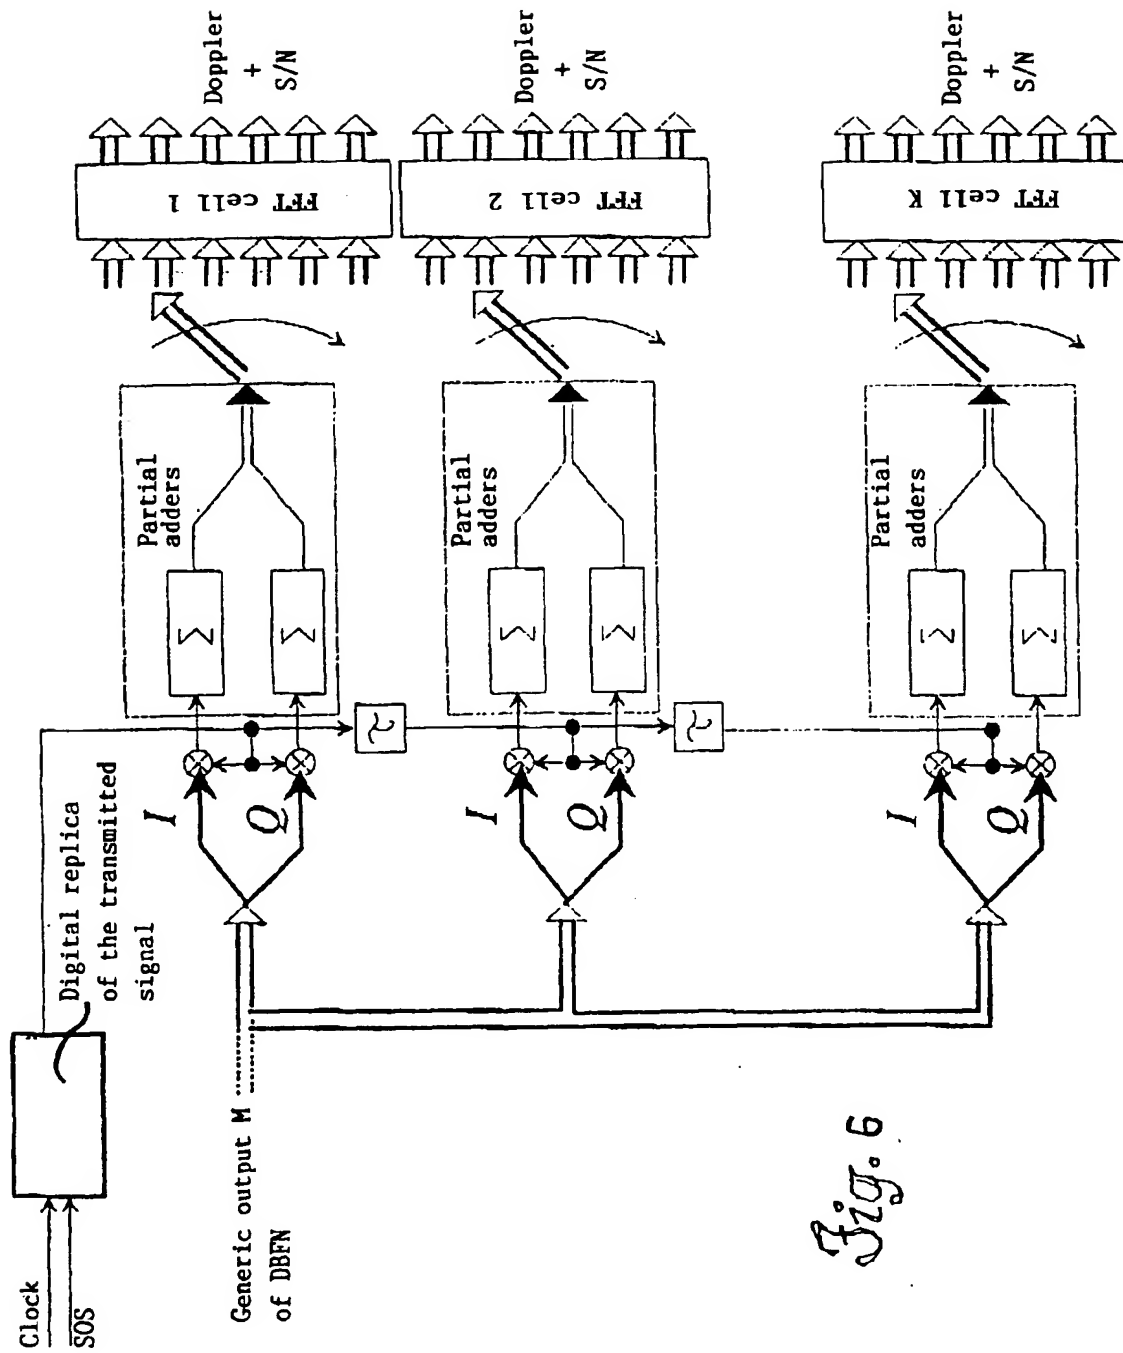 Clock
SOS
Digital replica
of the transmitted
signal
Generic output M
of DBFN
I
Q
Partial
adders
Σ
Σ
τ
FFT cell 1
Doppler
+
S/N
I
Q
Partial
adders
Σ
Σ
τ
FFT cell 2
Doppler
+
S/N
I
Q
Partial
adders
Σ
Σ
FFT cell K
Doppler
+
S/N
Fig. 6